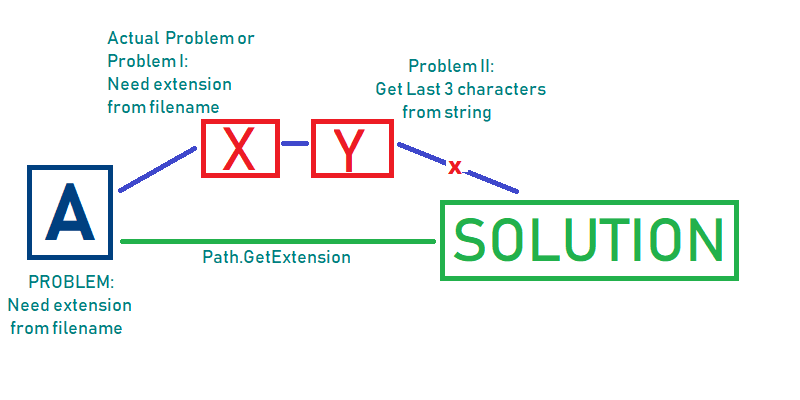 Actual Problem or
Problem I:
Need extension
from filename
Problem II:
Get Last 3 characters
from string
X
Y
x
A
SOLUTION
Path.GetExtension
PROBLEM:
Need extension
from filename